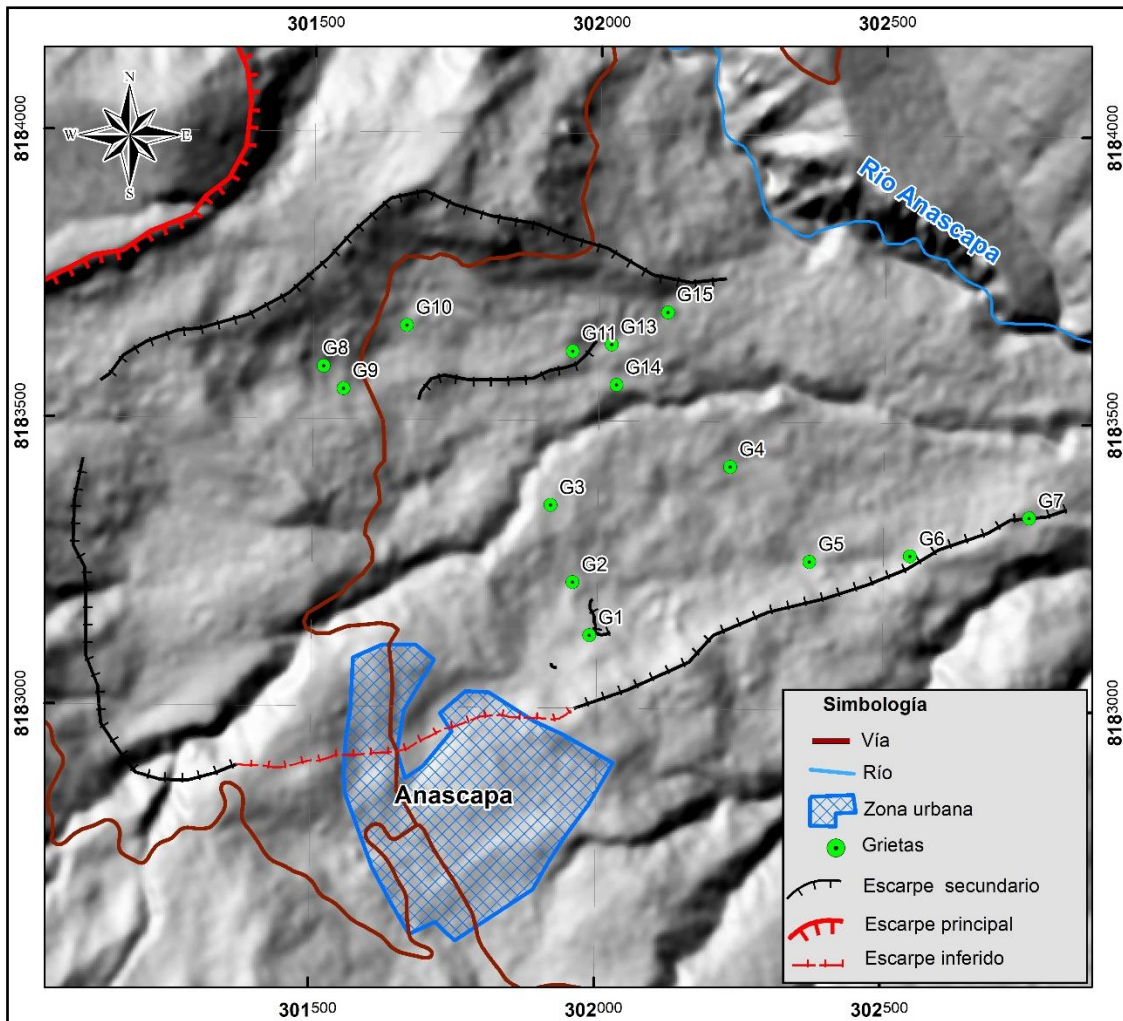 301500 302000 302500
N
W E
S
8184000
8184000
Río Anascapa
G15
G10
G13
G11
G8
G14
G9
8183500
8183500
G4
G3
G7
G6
G5
G2
G1
8183000
8183000
Anascapa
Simbología
Vía
Río
Zona urbana
Grietas
Escarpe secundario
Escarpe principal
Escarpe inferido
301500 302000 302500